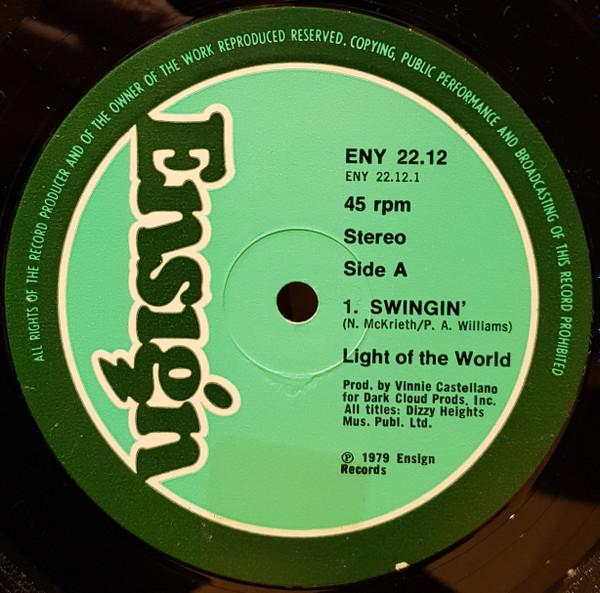 ALL RIGHTS OF THE RECORD PRODUCER AND OF THE OWNER OF THE WORK REPRODUCED RESERVED. COPYING, PUBLIC PERFORMANCE AND BROADCASTING OF THIS RECORD PROHIBITED
Ensign
ENY 22.12
ENY 22.12.1
45 rpm
Stereo
Side A
1. SWINGIN'
(N. McKrieth/P. A. Williams)
Light of the World
Prod. by Vinnie Castellano
for Dark Cloud Prods, Inc.
All titles: Dizzy Heights
Mus. Publ. Ltd.
℗ 1979 Ensign
Records